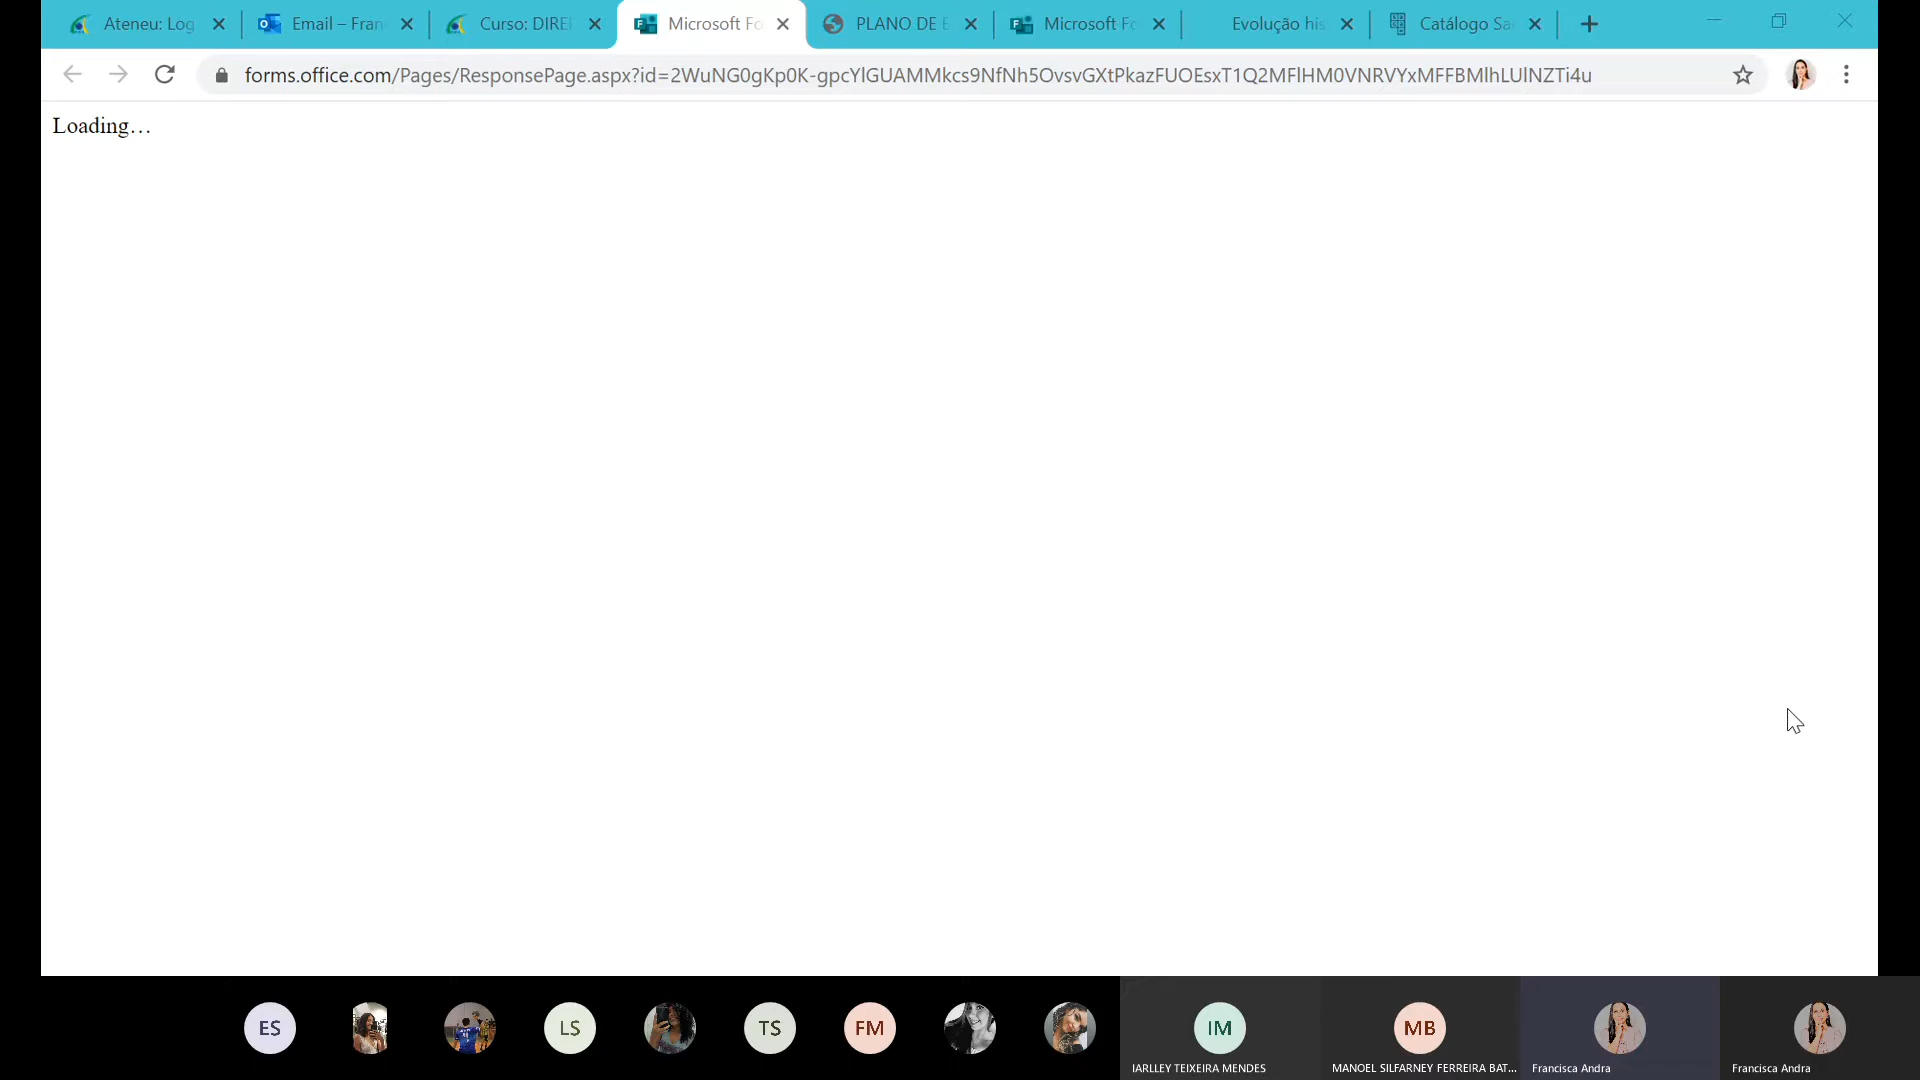 Ateneu: Log
Email – Fran
Curso: DIREI
Microsoft Fo
PLANO DE E
Microsoft Fo
Evolução his
Catálogo Sa
forms.office.com/Pages/ResponsePage.aspx?id=2WuNG0gKp0K-gpcYlGUAMMkcs9NfNh5OvsvGXtPkazFUOEsxT1Q2MFlHM0VNRVYxMFFBMlhLUlNZTi4u
Loading…
ES
LS
TS
FM
IM
MB
IARLLEY TEIXEIRA MENDES
MANOEL SILFARNEY FERREIRA BAT...
Francisca Andra
Francisca Andra